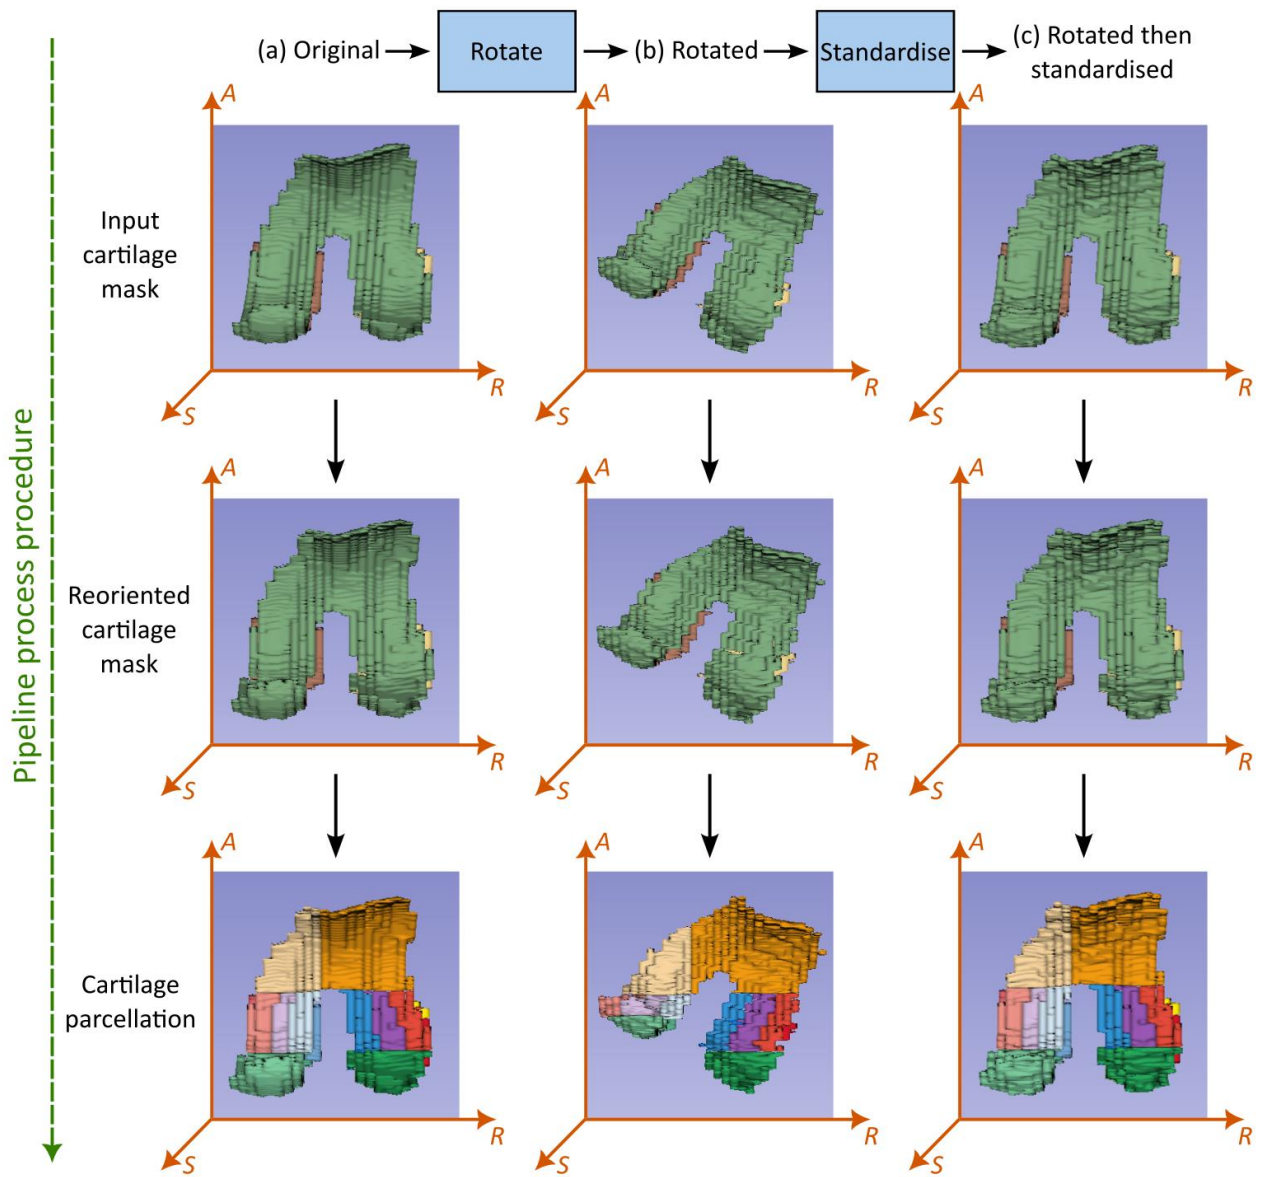 (a) Original
Rotate
(b) Rotated
Standardise
(c) Rotated then
standardised
Pipeline process procedure
Input
cartilage
mask
A
R
S
A
R
S
A
R
S
Reoriented
cartilage
mask
A
R
S
A
R
S
A
R
S
Cartilage
parcellation
A
R
S
A
R
S
A
R
S